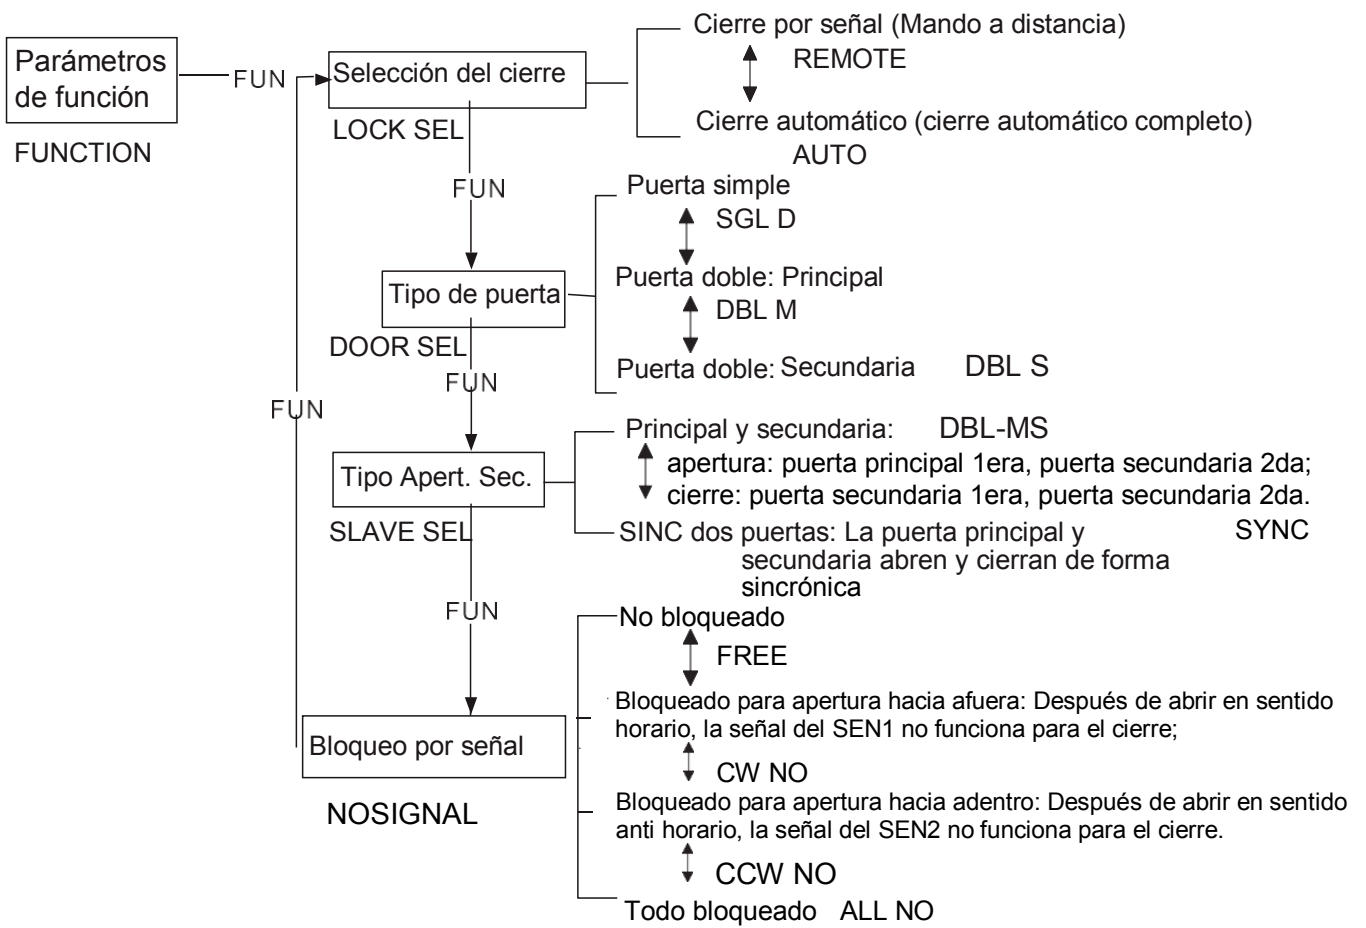 Parámetros
de función
FUNCTION
FUN
Selección del cierre
LOCK SEL
Cierre por señal (Mando a distancia)
REMOTE
Cierre automático (cierre automático completo)
AUTO
FUN
Puerta simple
SGL D
Tipo de puerta
DOOR SEL
Puerta doble: Principal
DBL M
Puerta doble: Secundaria DBL S
FUN
FUN
Principal y secundaria: DBL-MS
apertura: puerta principal 1era, puerta secundaria 2da;
cierre: puerta secundaria 1era, puerta secundaria 2da.
Tipo Apert. Sec.
SLAVE SEL
SINC dos puertas: La puerta principal y SYNC
secundaria abren y cierran de forma
sincrónica
FUN
No bloqueado
FREE
Bloqueado para apertura hacia afuera: Después de abrir en sentido
horario, la señal del SEN1 no funciona para el cierre;
CW NO
Bloqueo por señal
NOSIGNAL
Bloqueado para apertura hacia adentro: Después de abrir en sentido
anti horario, la señal del SEN2 no funciona para el cierre.
CCW NO
Todo bloqueado ALL NO